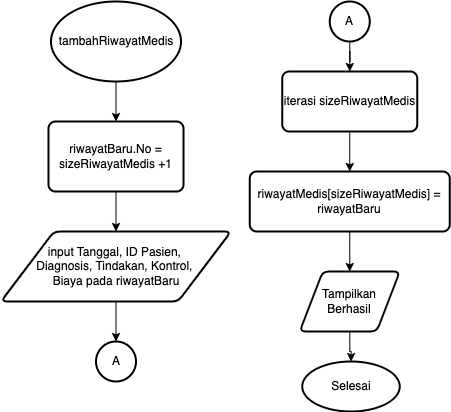 tambahRiwayatMedis
riwayatBaru.No =
sizeRiwayatMedis +1
input Tanggal, ID Pasien,
Diagnosis, Tindakan, Kontrol,
Biaya pada riwayatBaru
A
A
iterasi sizeRiwayatMedis
riwayatMedis[sizeRiwayatMedis] =
riwayatBaru
Tampilkan
Berhasil
Selesai